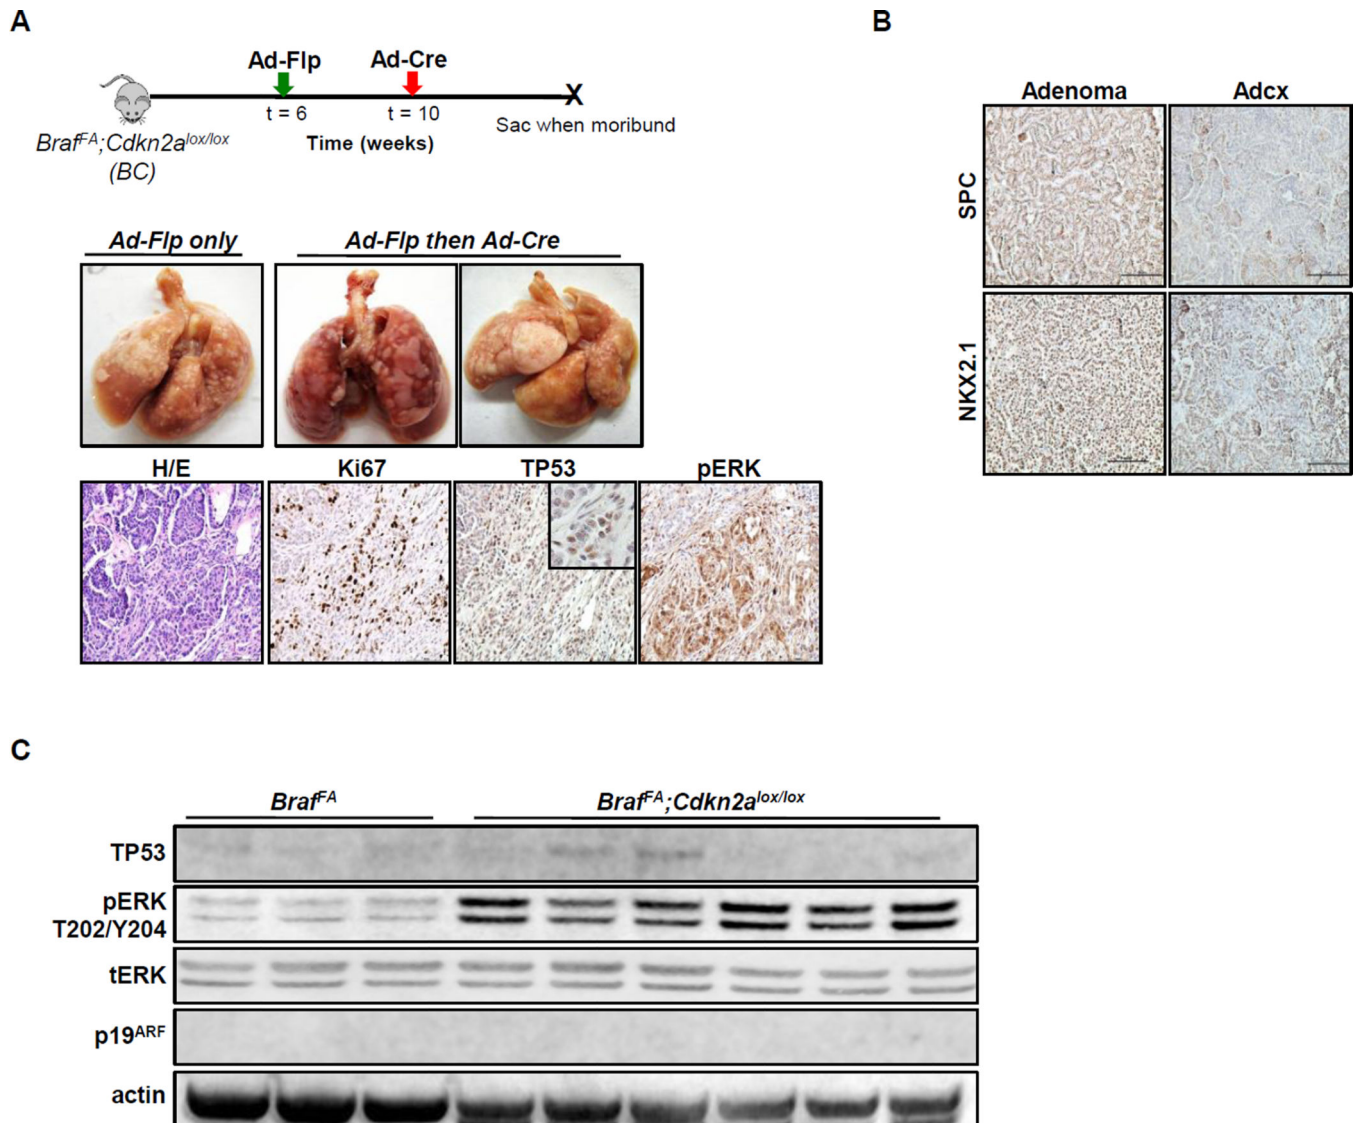 A
B
Ad-Flp
Ad-Cre
t = 6
t = 10
Time (weeks)
X
Sac when moribund
Braf^FA;Cdkn2a^lox/lox
(BC)
Ad-Flp only
Ad-Flp then Ad-Cre
H/E
Ki67
TP53
pERK
Adenoma
Adcx
SPC
NKX2.1
C
Braf^FA
Braf^FA;Cdkn2a^lox/lox
TP53
pERK
T202/Y204
tERK
p19^ARF
actin